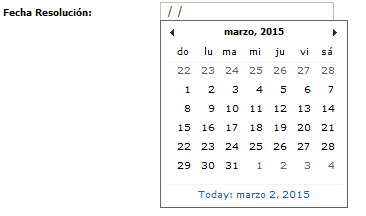 Fecha Resolución: / /
marzo, 2015
do lu ma mi ju vi sá
22 23 24 25 26 27 28
1 2 3 4 5 6 7
8 9 10 11 12 13 14
15 16 17 18 19 20 21
22 23 24 25 26 27 28
29 30 31 1 2 3 4
Today: marzo 2, 2015